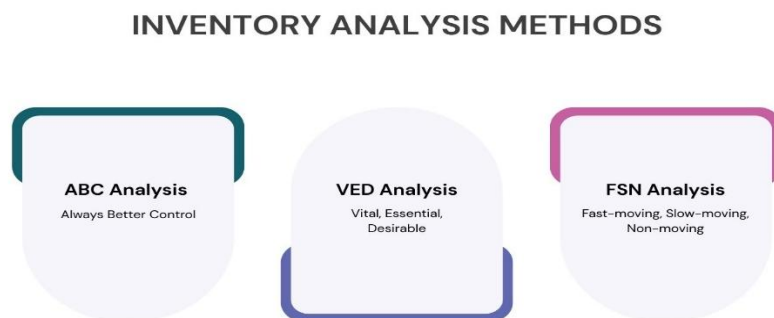 INVENTORY ANALYSIS METHODS
ABC Analysis
Always Better Control
VED Analysis
Vital, Essential,
Desirable
FSN Analysis
Fast-moving, Slow-moving,
Non-moving